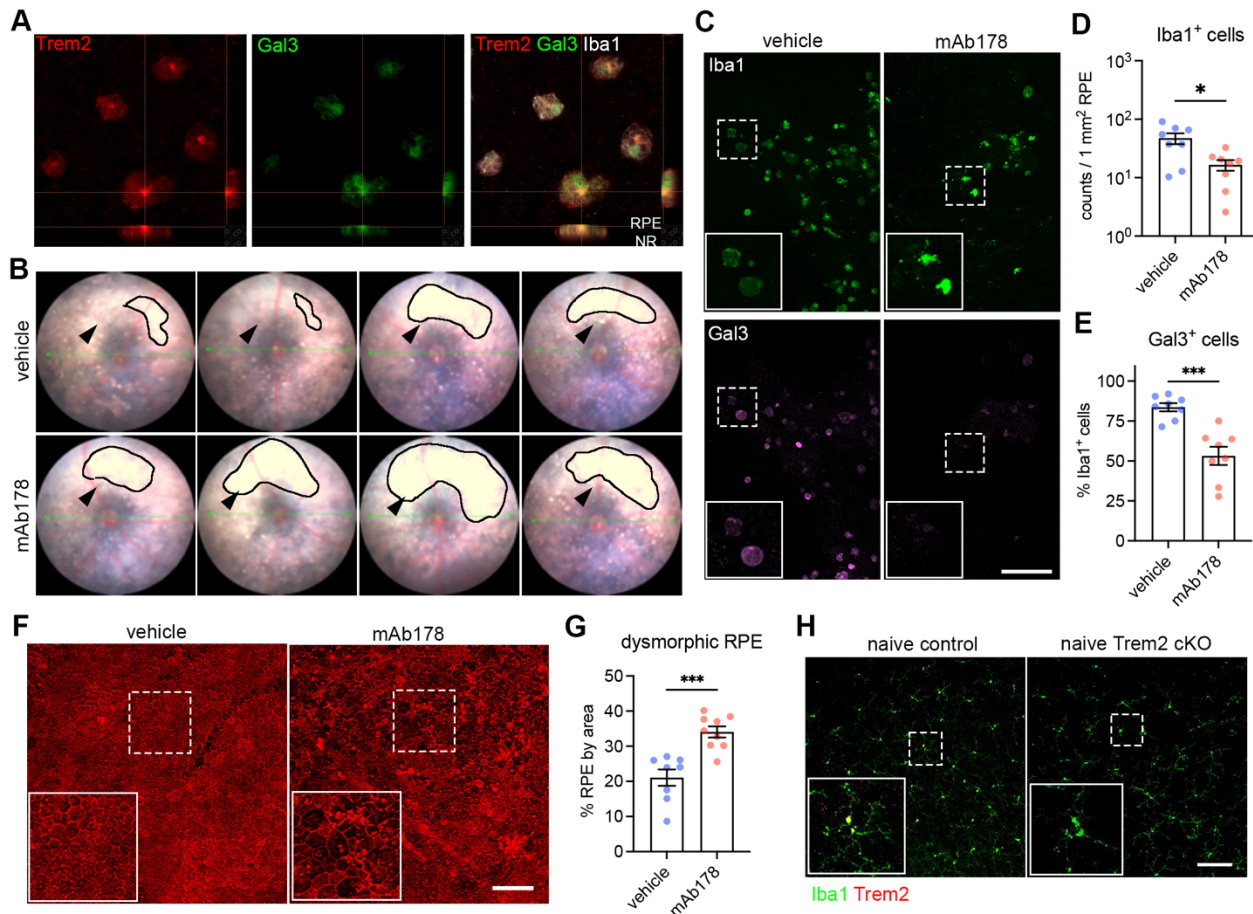 A
Trem2
Gal3
Trem2 Gal3 Iba1
RPE
NR
B
vehicle
mAb178
C
vehicle
mAb178
Iba1
Gal3
D
Iba1+ cells
counts / 1 mm² RPE
10³
10²
10¹
10⁰
*
vehicle
mAb178
E
Gal3+ cells
% Iba1+ cells
100
75
50
25
0
***
vehicle
mAb178
F
vehicle
mAb178
G
dysmorphic RPE
% RPE by area
50
40
30
20
10
0
***
vehicle
mAb178
H
naive control
naive Trem2 cKO
Iba1 Trem2